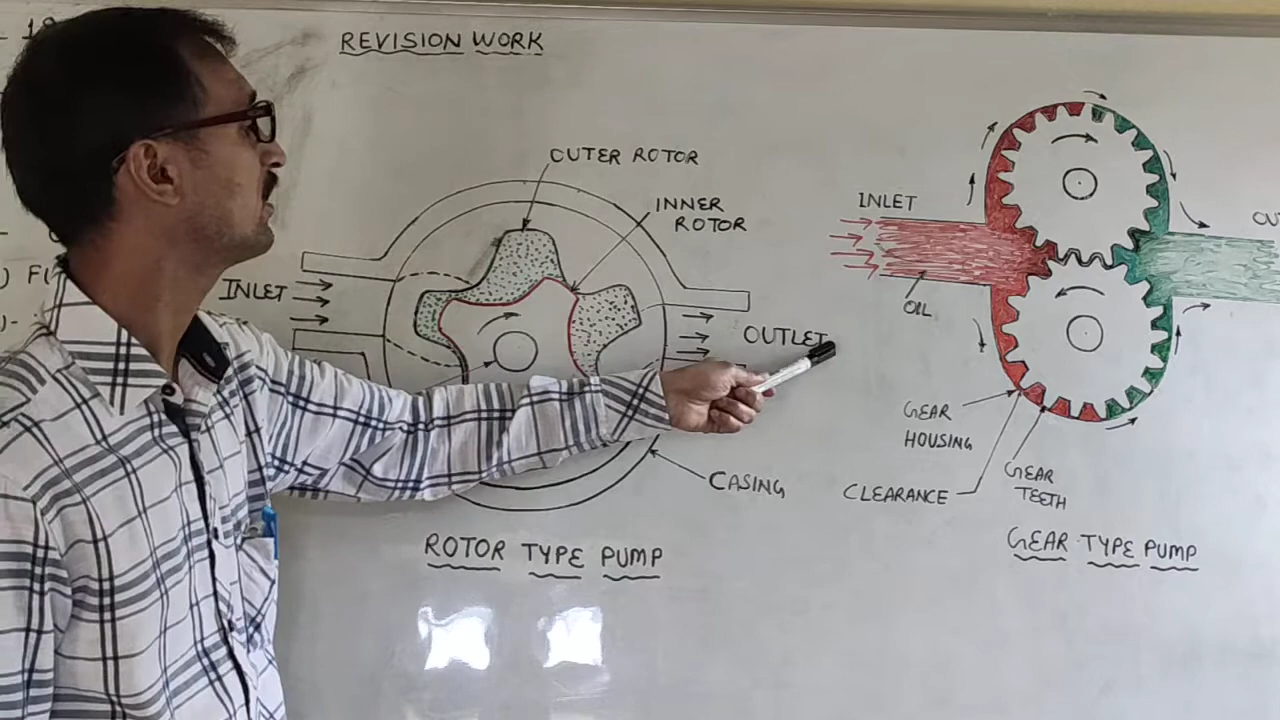 REVISION WORK
OUTER ROTOR
INNER
ROTOR
INLET
OUTLET
CASING
ROTOR TYPE PUMP
INLET
OIL
GEAR
HOUSING
CLEARANCE
GEAR
TEETH
GEAR TYPE PUMP